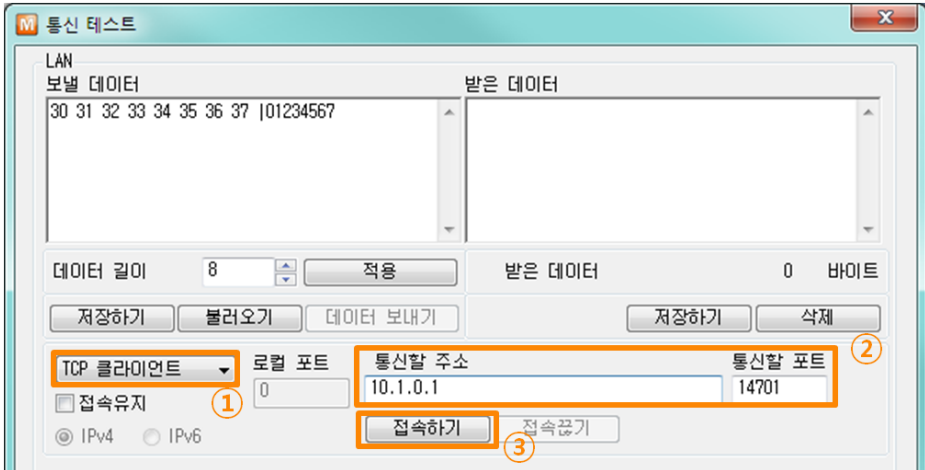 M 통신 테스트
LAN
보낼 데이터
받은 데이터
30 31 32 33 34 35 36 37 |01234567
데이터 길이 8 적용
받은 데이터 0 바이트
저장하기 불러오기 데이터 보내기
저장하기 삭제
②
TCP 클라이언트 로컬 포트 통신할 주소 통신할 포트
① 0 10.1.0.1 14701
접속유지
접속하기 접속끊기
IPv4 IPv6
③